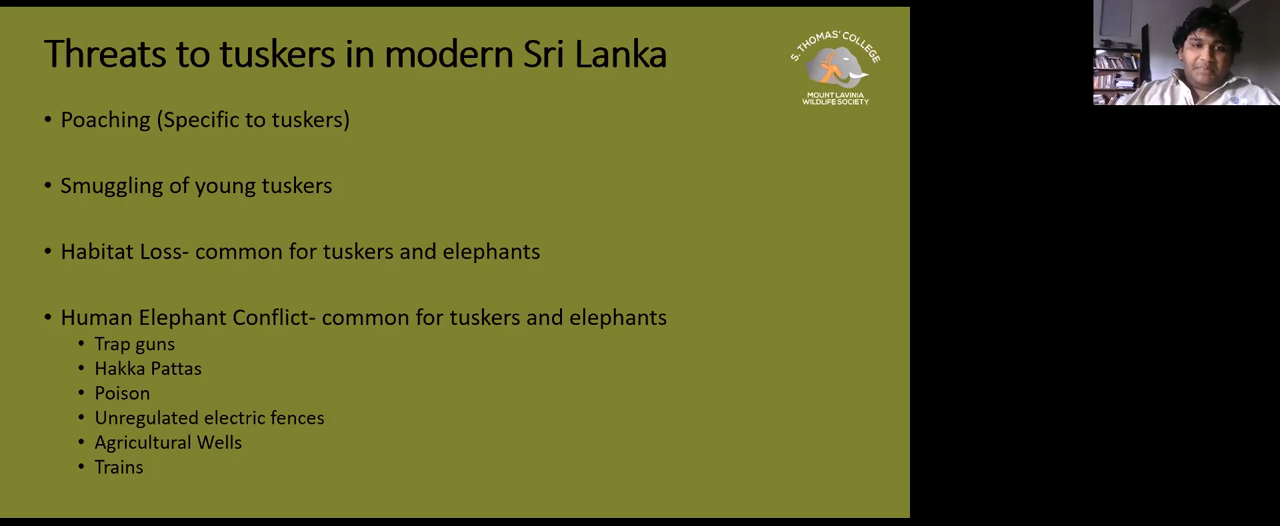 Threats to tuskers in modern Sri Lanka
S. THOMAS' COLLEGE
MOUNT LAVINIA
WILDLIFE SOCIETY
• Poaching (Specific to tuskers)
• Smuggling of young tuskers
• Habitat Loss- common for tuskers and elephants
• Human Elephant Conflict- common for tuskers and elephants
• Trap guns
• Hakka Pattas
• Poison
• Unregulated electric fences
• Agricultural Wells
• Trains